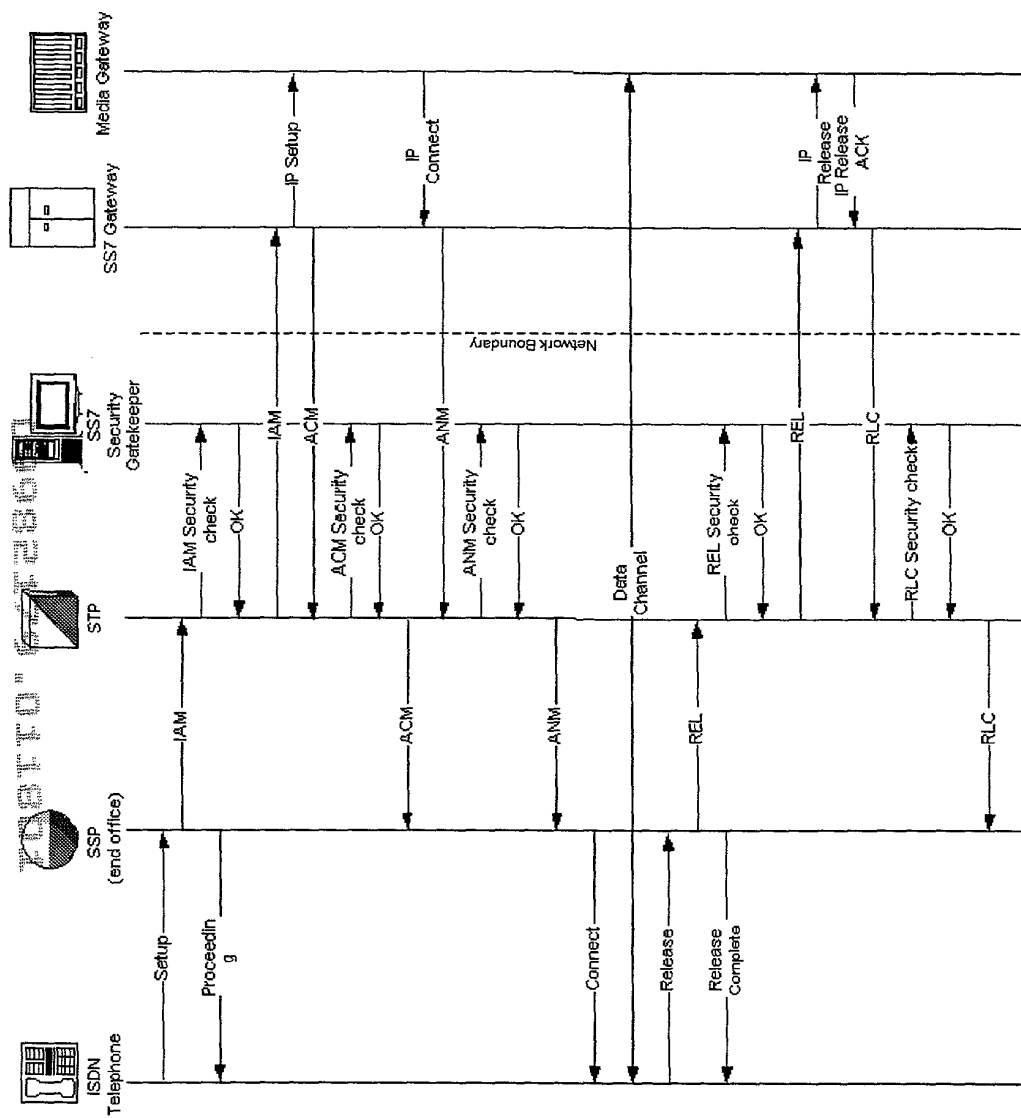 ISDN
Telephone
SSP
(end office)
STP
SS7
Security
Gatekeeper
SS7 Gateway
Media Gateway
Setup
IAM
IAM Security
check
Proceedin
g
OK
IAM
IP Setup
ACM
ACM Security
check
OK
ACM
IP
Connect
ANM
ANM Security
check
OK
ANM
Network Boundary
Connect
Data
Channel
Release
REL
REL Security
check
Release
Complete
OK
REL
IP
Release
IP Release
ACK
RLC
RLC Security check
OK
RLC